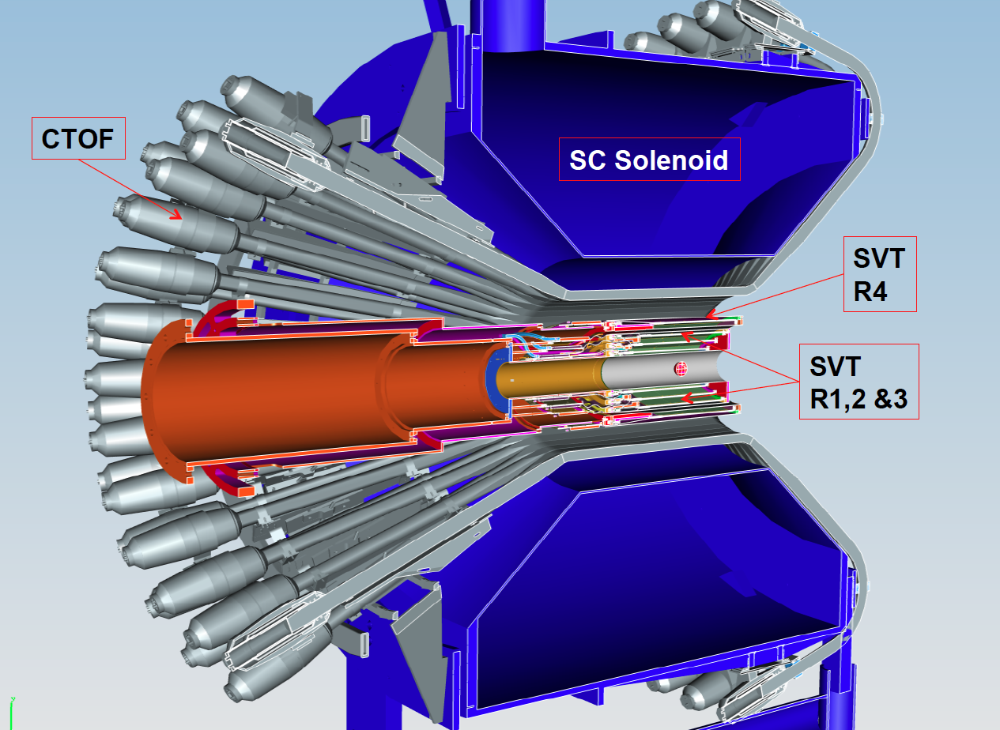 CTOF
SC Solenoid
SVT
R4
SVT
R1,2 &3
y